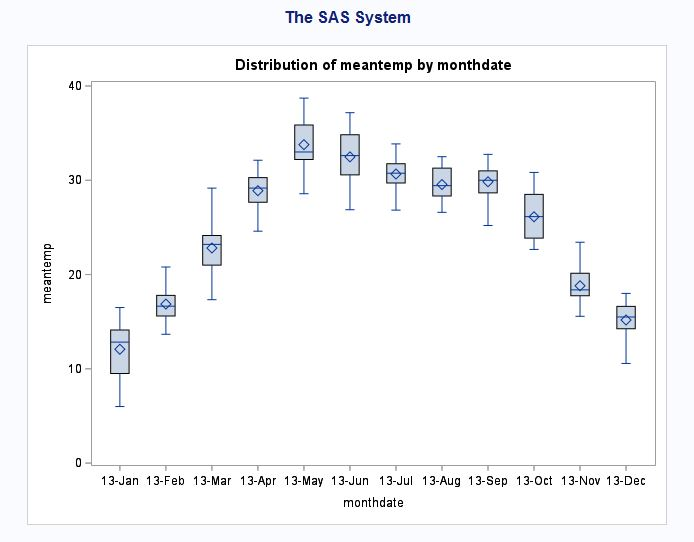 The SAS System
Distribution of meantemp by monthdate
40
30
20
10
0
meantemp
13-Jan 13-Feb 13-Mar 13-Apr 13-May 13-Jun 13-Jul 13-Aug 13-Sep 13-Oct 13-Nov 13-Dec
monthdate